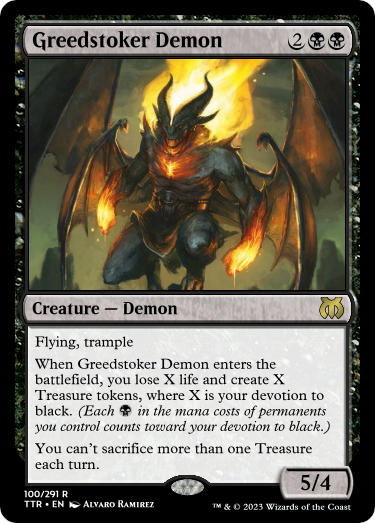 Greedstoker Demon 2
Creature — Demon
Flying, trample
When Greedstoker Demon enters the
battlefield, you lose X life and create X
Treasure tokens, where X is your devotion to
black. (Each in the mana costs of permanents
you control counts toward your devotion to black.)
You can't sacrifice more than one Treasure
each turn.
5/4
100/291 R
TTR • EN Alvaro Ramirez
™ & © 2023 Wizards of the Coast